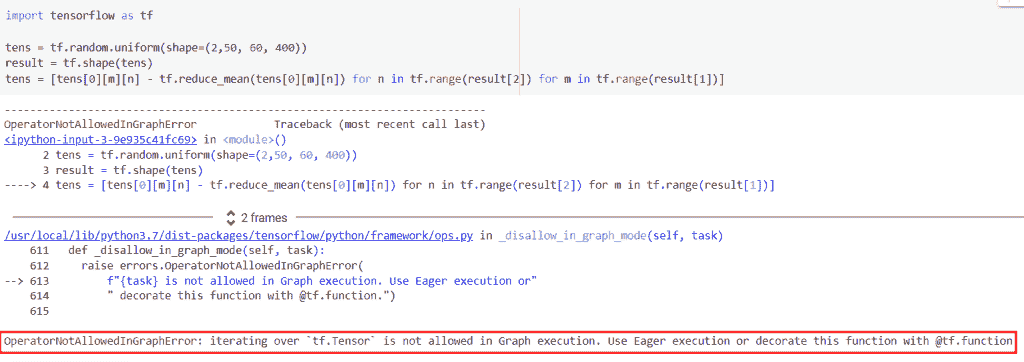 import tensorflow as tf
tens = tf.random.uniform(shape=(2,50, 60, 400))
result = tf.shape(tens)
tens = [tens[0][m][n] - tf.reduce_mean(tens[0][m][n]) for n in tf.range(result[2]) for m in tf.range(result[1])]
---------------------------------------------------------------------------
OperatorNotAllowedInGraphError            Traceback (most recent call last)
<ipython-input-3-9e935c41fc69> in <module>()
      2 tens = tf.random.uniform(shape=(2,50, 60, 400))
      3 result = tf.shape(tens)
----> 4 tens = [tens[0][m][n] - tf.reduce_mean(tens[0][m][n]) for n in tf.range(result[2]) for m in tf.range(result[1])]
2 frames
/usr/local/lib/python3.7/dist-packages/tensorflow/python/framework/ops.py in _disallow_in_graph_mode(self, task)
    611   def _disallow_in_graph_mode(self, task):
    612     raise errors.OperatorNotAllowedInGraphError(
--> 613         f"{task} is not allowed in Graph execution. Use Eager execution or"
    614         " decorate this function with @tf.function.")
    615
OperatorNotAllowedInGraphError: iterating over `tf.Tensor` is not allowed in Graph execution. Use Eager execution or decorate this function with @tf.function